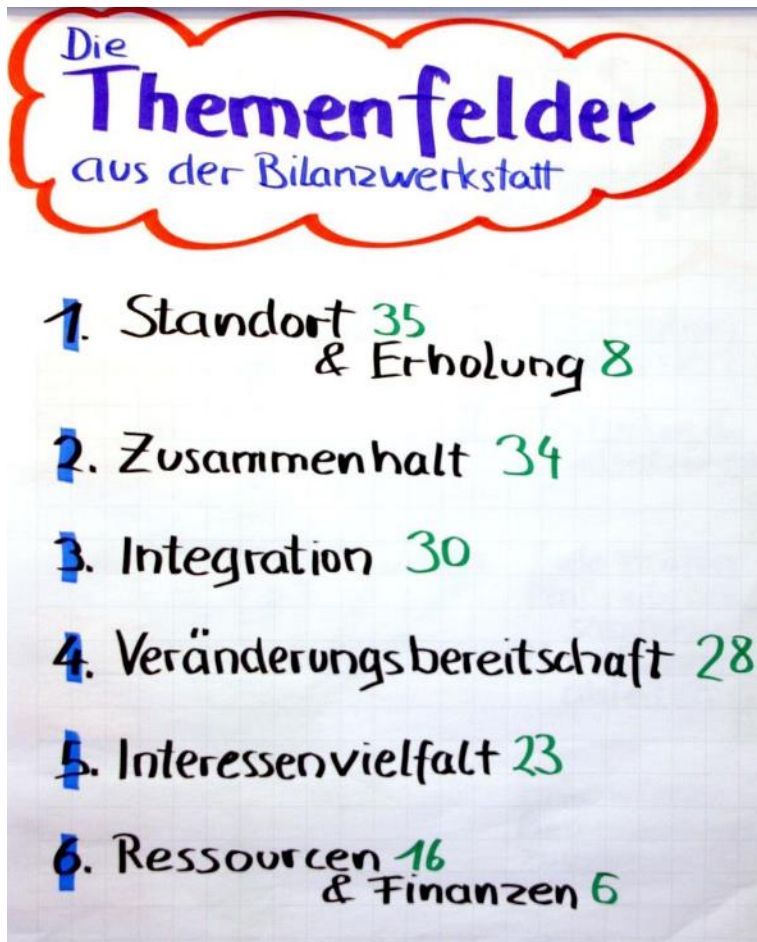 Die
Themenfelder
aus der Bilanzwerkstatt
1. Standort 35
& Erholung 8
2. Zusammenhalt 34
3. Integration 30
4. Veränderungsbereitschaft 28
5. Interessenvielfalt 23
6. Ressourcen 16
& Finanzen 6